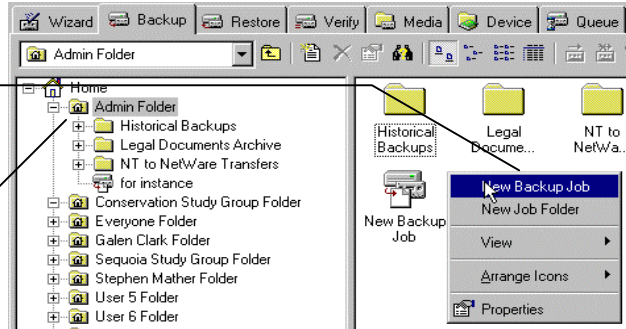 Wizard Backup Restore Verify Media Device Queue
Admin Folder
Home
Admin Folder
Historical Backups
Legal Documents Archive
NT to NetWare Transfers
for instance
Conservation Study Group Folder
Everyone Folder
Galen Clark Folder
Sequoia Study Group Folder
Stephen Mather Folder
User 5 Folder
User 6 Folder
Historical Backups
Legal Docume...
NT to NetWa..
New Backup Job
New Backup Job
New Job Folder
View
Arrange Icons
Properties